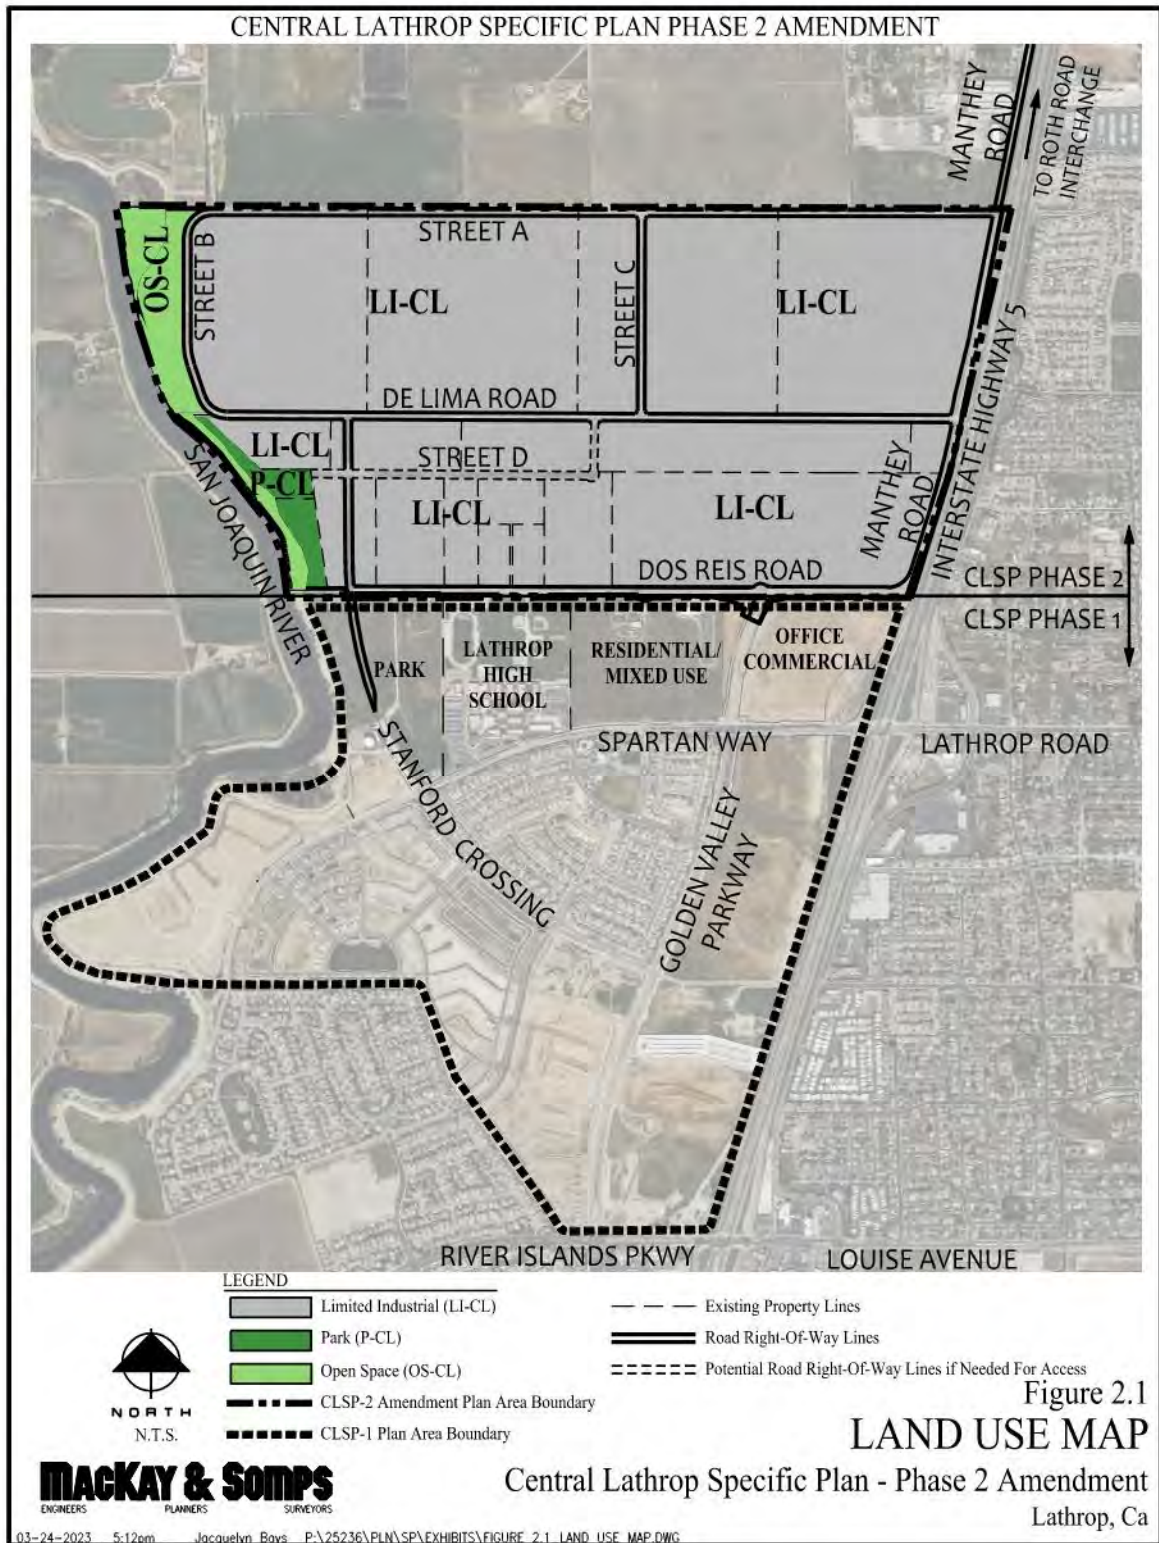 CENTRAL LATHROP SPECIFIC PLAN PHASE 2 AMENDMENT
MANTHEY
ROAD
TO ROTH ROAD
INTERCHANGE
STREET A
OS-CL
STREET B
LI-CL
STREET C
LI-CL
DE LIMA ROAD
INTERSTATE HIGHWAY 5
LI-CL
STREET D
P-CL
LI-CL
LI-CL
MANTHEY
ROAD
SAN JOAQUIN RIVER
DOS REIS ROAD
CLSP PHASE 2
CLSP PHASE 1
PARK
LATHROP
HIGH
SCHOOL
RESIDENTIAL/
MIXED USE
OFFICE
COMMERCIAL
SPARTAN WAY
LATHROP ROAD
STANFORD CROSSING
GOLDEN VALLEY
PARKWAY
RIVER ISLANDS PKWY
LOUISE AVENUE
LEGEND
Limited Industrial (LI-CL)
Park (P-CL)
Open Space (OS-CL)
CLSP-2 Amendment Plan Area Boundary
CLSP-1 Plan Area Boundary
Existing Property Lines
Road Right-Of-Way Lines
Potential Road Right-Of-Way Lines if Needed For Access
NORTH
N.T.S.
Figure 2.1
LAND USE MAP
Central Lathrop Specific Plan - Phase 2 Amendment
Lathrop, Ca
MACKAY & SOMPS
ENGINEERS PLANNERS SURVEYORS
03-24-2023 5:12pm Jacquelyn Bays P:\25236\PLN\SP\EXHIBITS\FIGURE 2.1 LAND USE MAP.DWG